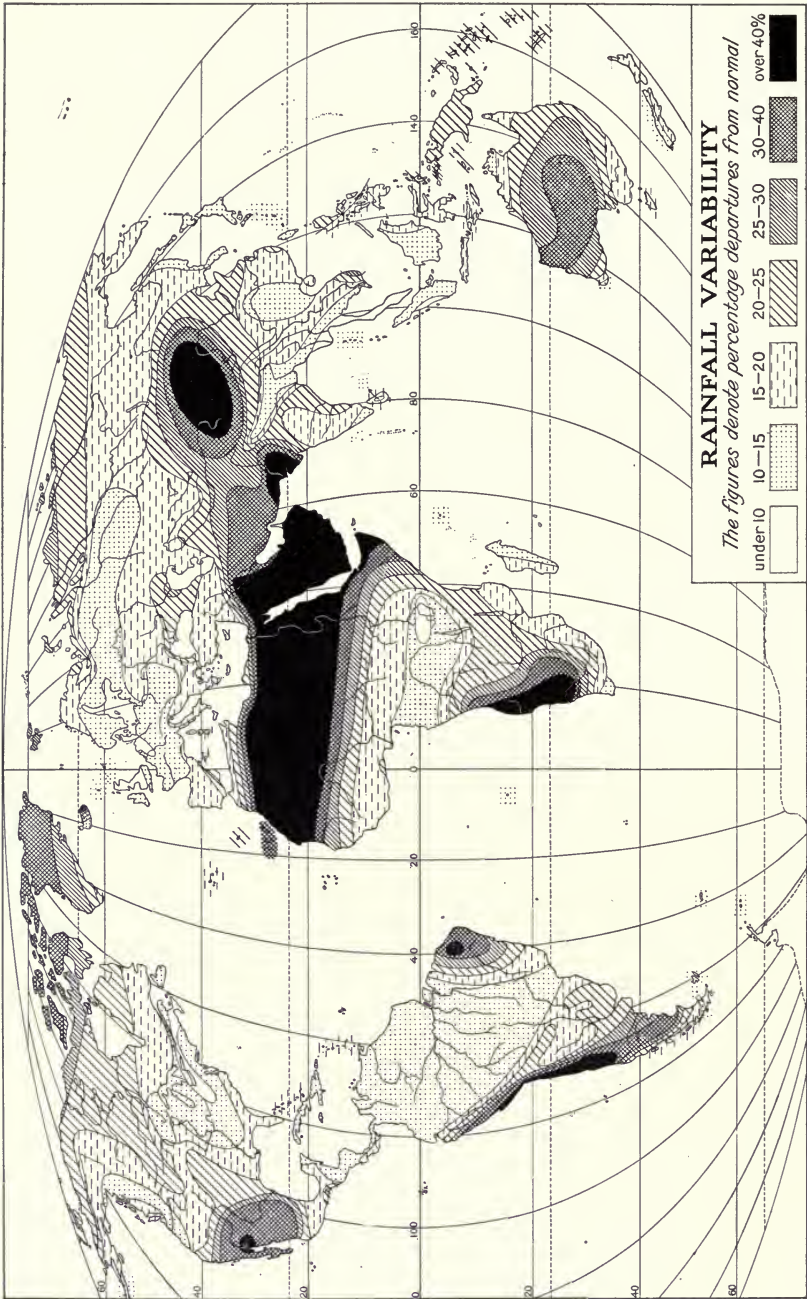 RAINFALL VARIABILITY
The figures denote percentage departures from normal
under 10 10–15 15–20 20–25 25–30 30–40 over 40%
160
140
80
60
0
20
40
100
60 40 20 0 20 40 60